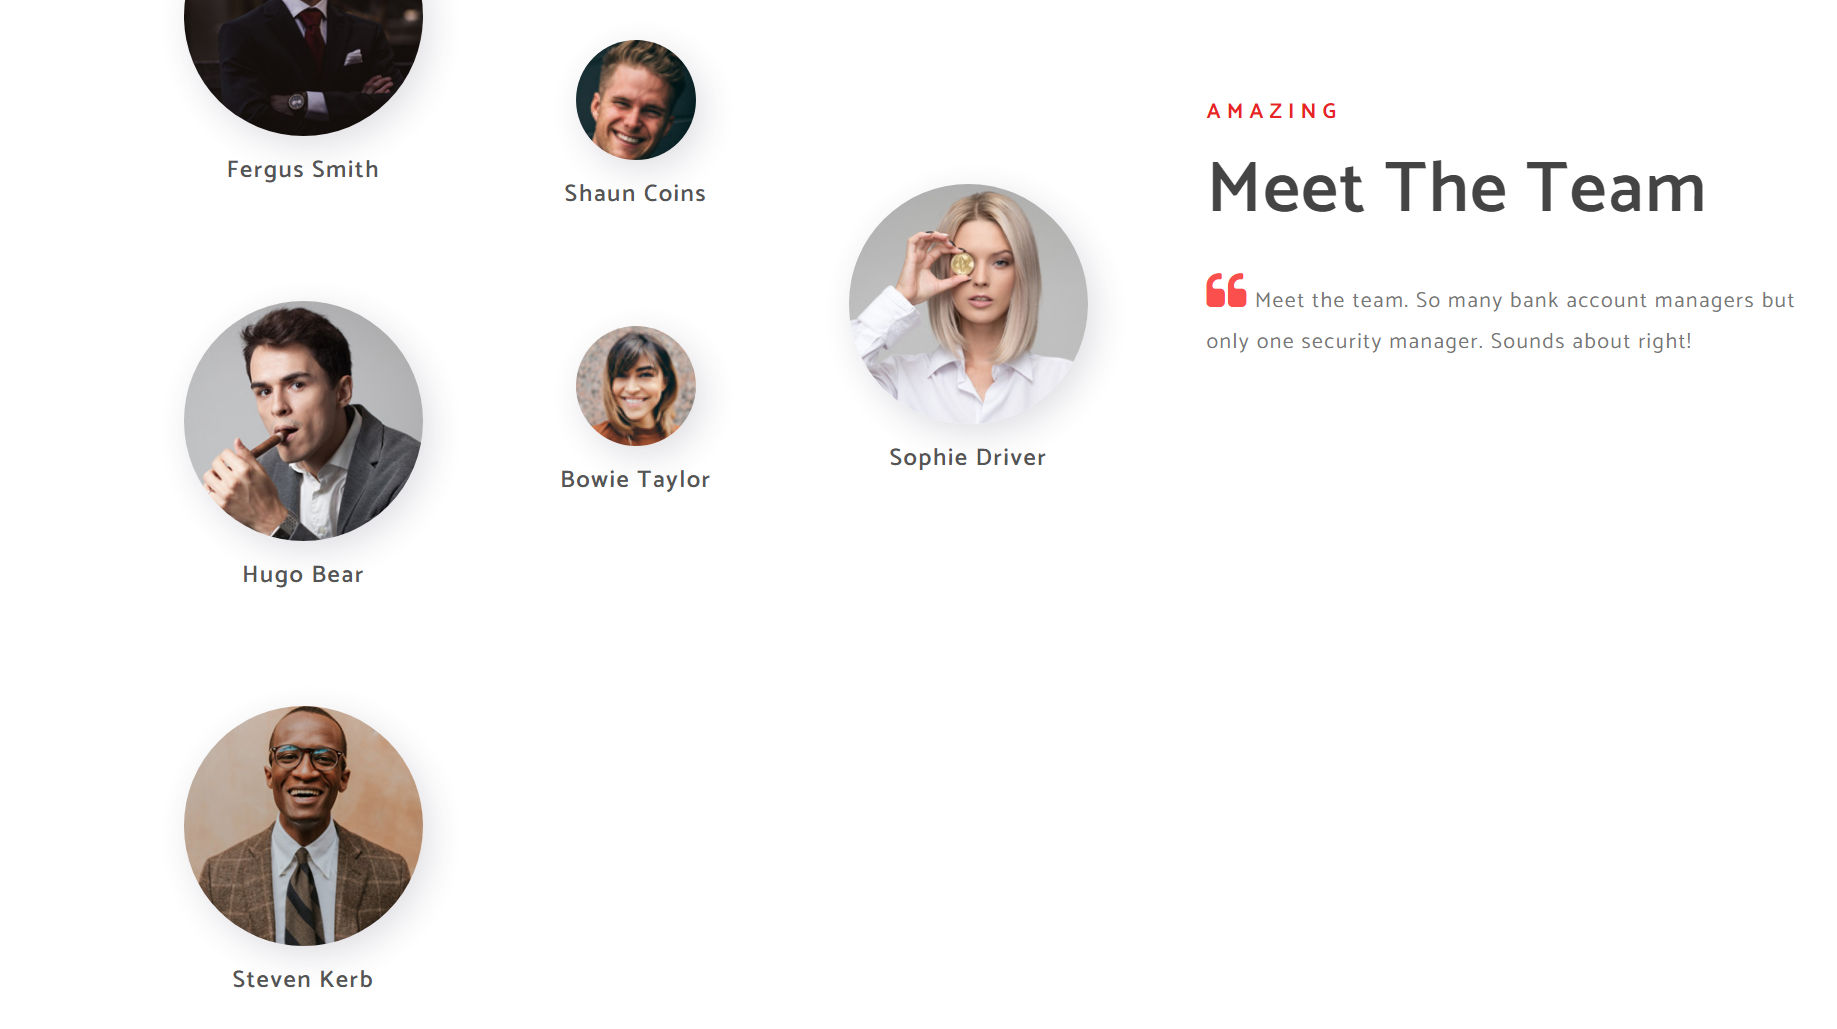 Fergus Smith
Shaun Coins
Hugo Bear
Bowie Taylor
Sophie Driver
Steven Kerb
AMAZING
Meet The Team
“ Meet the team. So many bank account managers but
only one security manager. Sounds about right!